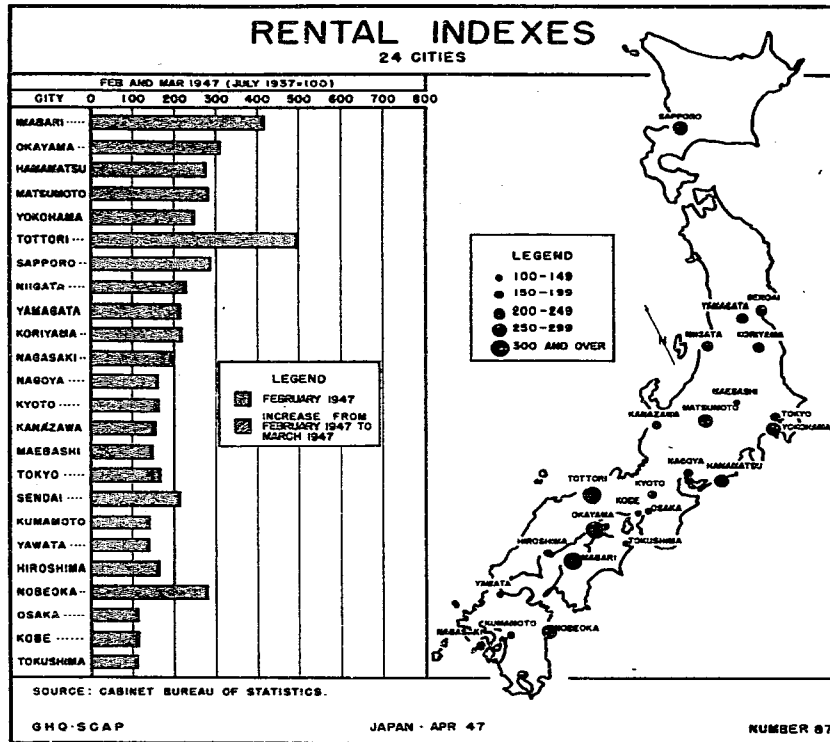 RENTAL INDEXES
24 CITIES
FEB AND MAR 1947 (JULY 1937=100)
CITY 0 100 200 300 400 500 600 700 800
IMABARI
OKAYAMA
HAMAMATSU
MATSUMOTO
YOKOHAMA
TOTTORI
SAPPORO
NIIGATA
YAMAGATA
KORIYAMA
NAGASAKI
NAGOYA
KYOTO
KANAZAWA
MAEBASHI
TOKYO
SENDAI
KUMAMOTO
YAWATA
HIROSHIMA
NOBEOKA
OSAKA
KOBE
TOKUSHIMA
LEGEND
FEBRUARY 1947
INCREASE FROM
FEBRUARY 1947 TO
MARCH 1947
LEGEND
100-149
150-199
200-249
250-299
300 AND OVER
N
SAPPORO
SENDAI
YAMAGATA
NIIGATA
KORIYAMA
MAEBASHI
KANAZAWA
MATSUMOTO
TOKYO
YOKOHAMA
NAGOYA
HAMAMATSU
TOTTORI
KYOTO
KOBE
OSAKA
OKAYAMA
HIROSHIMA
TOKUSHIMA
IMABARI
YAWATA
NAGASAKI
KUMAMOTO
NOBEOKA
SOURCE: CABINET BUREAU OF STATISTICS.
GHQ-SCAP
JAPAN - APR 47
NUMBER 87